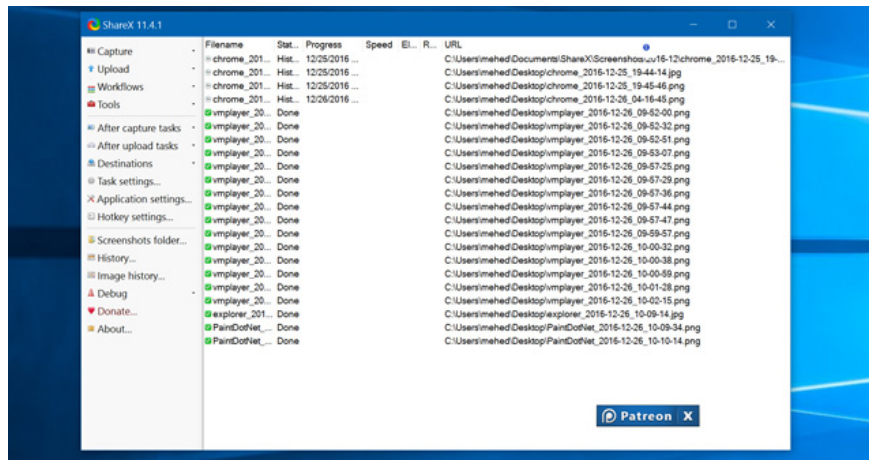 ShareX 11.4.1
Capture
Upload
Workflows
Tools
After capture tasks
After upload tasks
Destinations
Task settings...
Application settings...
Hotkey settings...
Screenshots folder...
History...
Image history...
Debug
Donate...
About...
Filename Stat... Progress Speed El... R... URL
chrome_201... Hist... 12/25/2016 ... C:\Users\mehed\Documents\ShareX\Screenshots\2016-12\chrome_2016-12-25_19-...
chrome_201... Hist... 12/25/2016 ... C:\Users\mehed\Desktop\chrome_2016-12-25_19-44-14.jpg
chrome_201... Hist... 12/25/2016 ... C:\Users\mehed\Desktop\chrome_2016-12-25_19-45-46.png
chrome_201... Hist... 12/26/2016 ... C:\Users\mehed\Desktop\chrome_2016-12-26_04-16-45.png
vmplayer_20... Done C:\Users\mehed\Desktop\vmplayer_2016-12-26_09-52-00.png
vmplayer_20... Done C:\Users\mehed\Desktop\vmplayer_2016-12-26_09-52-32.png
vmplayer_20... Done C:\Users\mehed\Desktop\vmplayer_2016-12-26_09-52-51.png
vmplayer_20... Done C:\Users\mehed\Desktop\vmplayer_2016-12-26_09-53-07.png
vmplayer_20... Done C:\Users\mehed\Desktop\vmplayer_2016-12-26_09-57-25.png
vmplayer_20... Done C:\Users\mehed\Desktop\vmplayer_2016-12-26_09-57-29.png
vmplayer_20... Done C:\Users\mehed\Desktop\vmplayer_2016-12-26_09-57-36.png
vmplayer_20... Done C:\Users\mehed\Desktop\vmplayer_2016-12-26_09-57-44.png
vmplayer_20... Done C:\Users\mehed\Desktop\vmplayer_2016-12-26_09-57-47.png
vmplayer_20... Done C:\Users\mehed\Desktop\vmplayer_2016-12-26_09-59-57.png
vmplayer_20... Done C:\Users\mehed\Desktop\vmplayer_2016-12-26_10-00-32.png
vmplayer_20... Done C:\Users\mehed\Desktop\vmplayer_2016-12-26_10-00-38.png
vmplayer_20... Done C:\Users\mehed\Desktop\vmplayer_2016-12-26_10-00-59.png
vmplayer_20... Done C:\Users\mehed\Desktop\vmplayer_2016-12-26_10-01-28.png
vmplayer_20... Done C:\Users\mehed\Desktop\vmplayer_2016-12-26_10-02-15.png
explorer_201... Done C:\Users\mehed\Desktop\explorer_2016-12-26_10-09-14.jpg
PaintDotNet_... Done C:\Users\mehed\Desktop\PaintDotNet_2016-12-26_10-09-34.png
PaintDotNet_... Done C:\Users\mehed\Desktop\PaintDotNet_2016-12-26_10-10-14.png
Patreon X